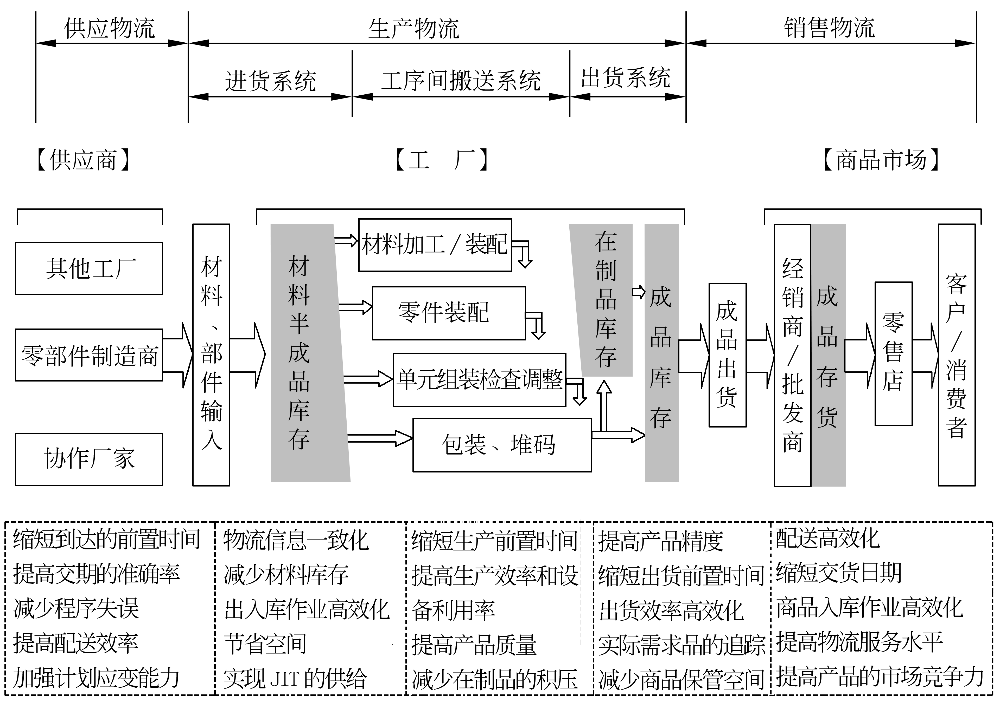 供应物流
生产物流
销售物流
进货系统
工序间搬送系统
出货系统
【供应商】
【工 厂】
【商品市场】
其他工厂
零部件制造商
协作厂家
材料、部件输入
材料半成品库存
材料加工/装配
零件装配
单元组装检查调整
包装、堆码
在制品库存
成品库存
成品出货
经销商/批发商
成品存货
零售店
客户/消费者
缩短到达的前置时间
提高交期的准确率
减少程序失误
提高配送效率
加强计划应变能力
物流信息一致化
减少材料库存
出入库作业高效化
节省空间
实现 JIT 的供给
缩短生产前置时间
提高生产效率和设
备利用率
提高产品质量
减少在制品的积压
提高产品精度
缩短出货前置时间
出货效率高效化
实际需求品的追踪
减少商品保管空间
配送高效化
缩短交货日期
商品入库作业高效化
提高物流服务水平
提高产品的市场竞争力